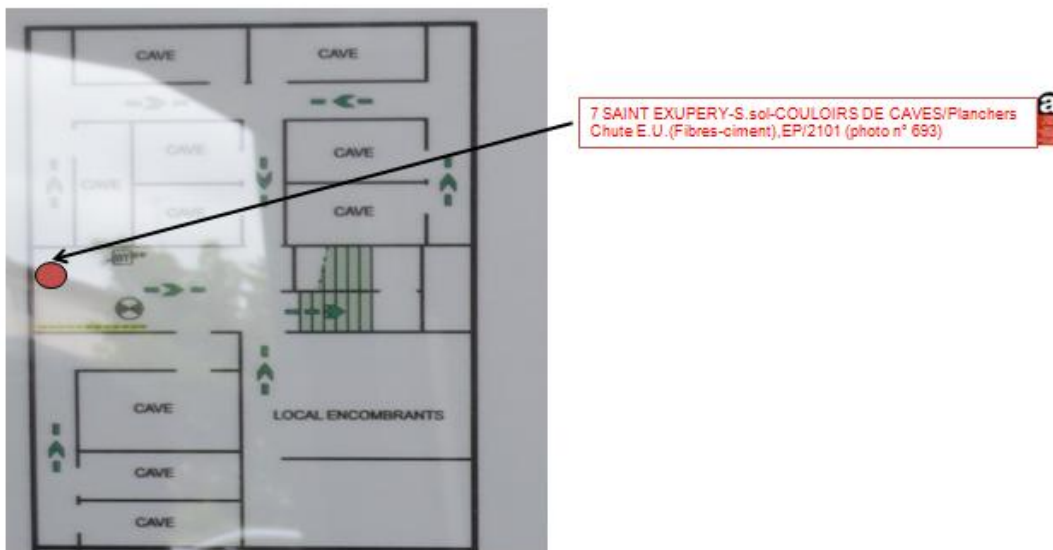 CAVE
CAVE
7 SAINT EXUPERY-S.sol-COULOIRS DE CAVES/Planchers
Chute E.U.(Fibres-ciment),EP/2101 (photo n° 693)
a
CAVE
CAVE
CAVE
CAVE
CAVE
LOCAL ENCOMBRANTS
CAVE
CAVE